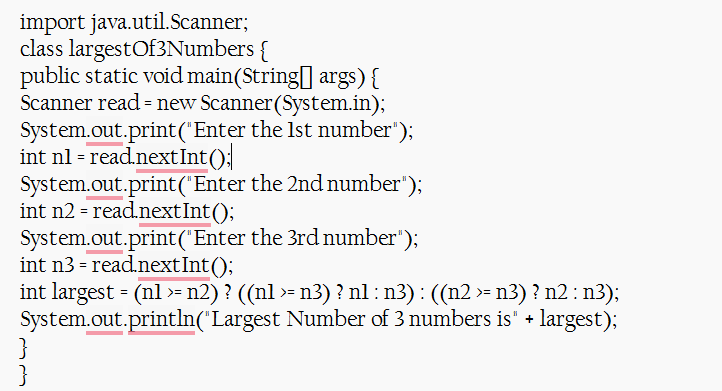 import java.util.Scanner;
class largestOf3Numbers {
public static void main(String[] args) {
Scanner read = new Scanner(System.in);
System.out.print("Enter the 1st number");
int n1 = read.nextInt();
System.out.print("Enter the 2nd number");
int n2 = read.nextInt();
System.out.print("Enter the 3rd number");
int n3 = read.nextInt();
int largest = (n1 >= n2) ? ((n1 >= n3) ? n1 : n3) : ((n2 >= n3) ? n2 : n3);
System.out.println("Largest Number of 3 numbers is" + largest);
}
}